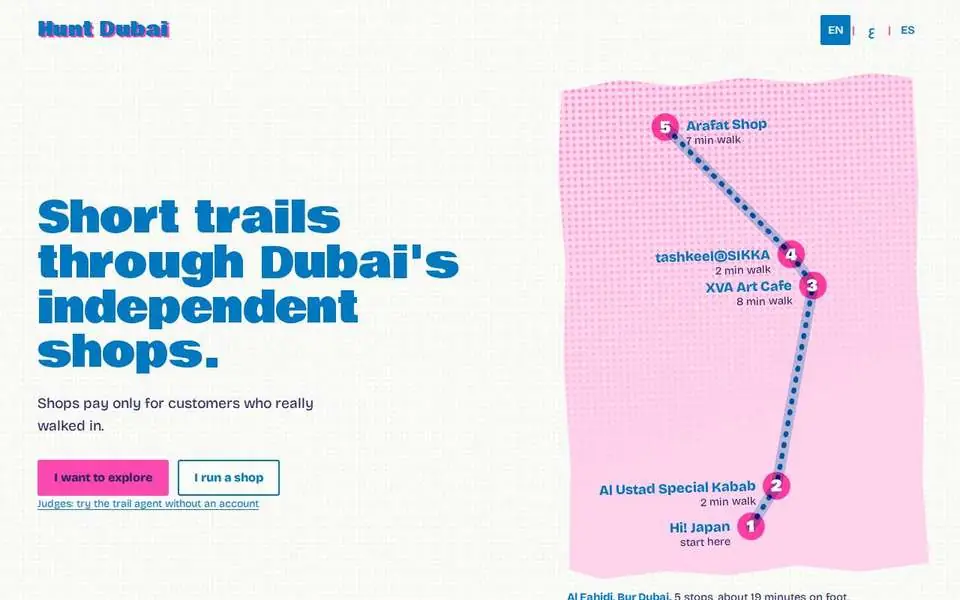 Hunt Dubai
EN | ع | ES
Short trails
through Dubai's
independent
shops.
Shops pay only for customers who really
walked in.
I want to explore
I run a shop
Judges: try the trail agent without an account
5 Arafat Shop
7 min walk
tashkeel@SIKKA 4
2 min walk
XVA Art Cafe 3
8 min walk
Al Ustad Special Kabab 2
2 min walk
Hi! Japan 1
start here
Al Fahidi, Bur Dubai. 5 stops, about 19 minutes on foot.